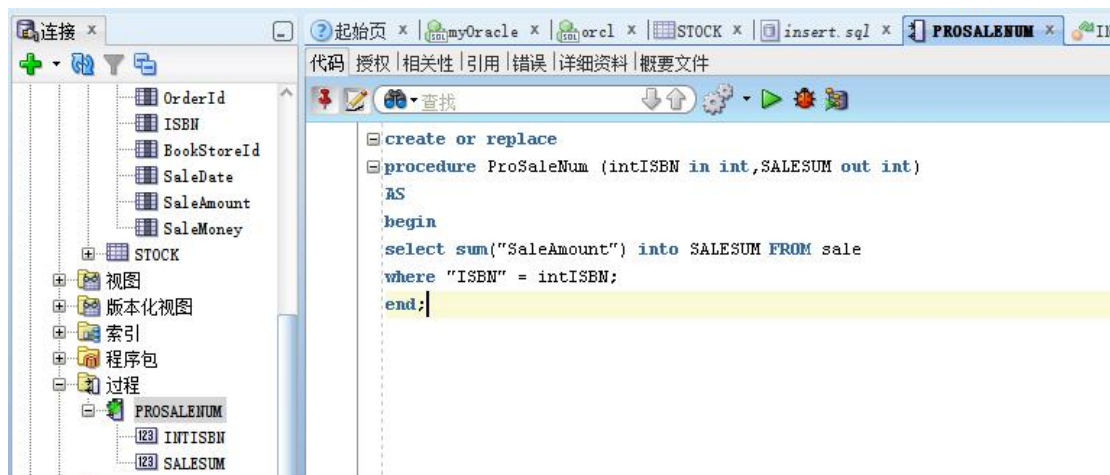 连接
OrderId
ISBN
BookStoreId
SaleDate
SaleAmount
SaleMoney
STOCK
视图
版本化视图
索引
程序包
过程
PROSALENUM
INTISBN
SALESUM
起始页 myOracle orcl STOCK insert.sql PROSALENUM
代码 授权 相关性 引用 错误 详细资料 概要文件
查找
create or replace
procedure ProSaleNum (intISBN in int,SALESUM out int)
AS
begin
select sum("SaleAmount") into SALESUM FROM sale
where "ISBN" = intISBN;
end;